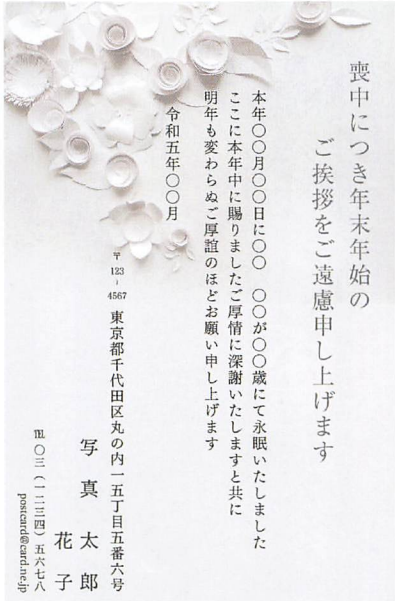 喪中につき年末年始の
ご挨拶をご遠慮申し上げます
本年〇〇月〇〇日に〇〇　〇〇が〇〇歳にて永眠いたしました
ここに本年中に賜りましたご厚情に深謝いたしますと共に
明年も変わらぬご厚誼のほどお願い申し上げます
令和五年〇〇月
〒123-4567 東京都千代田区丸の内一五丁目五番六号
写真太郎
花子
℡〇三(一二三四)五六七八
postcard@card.ne.jp